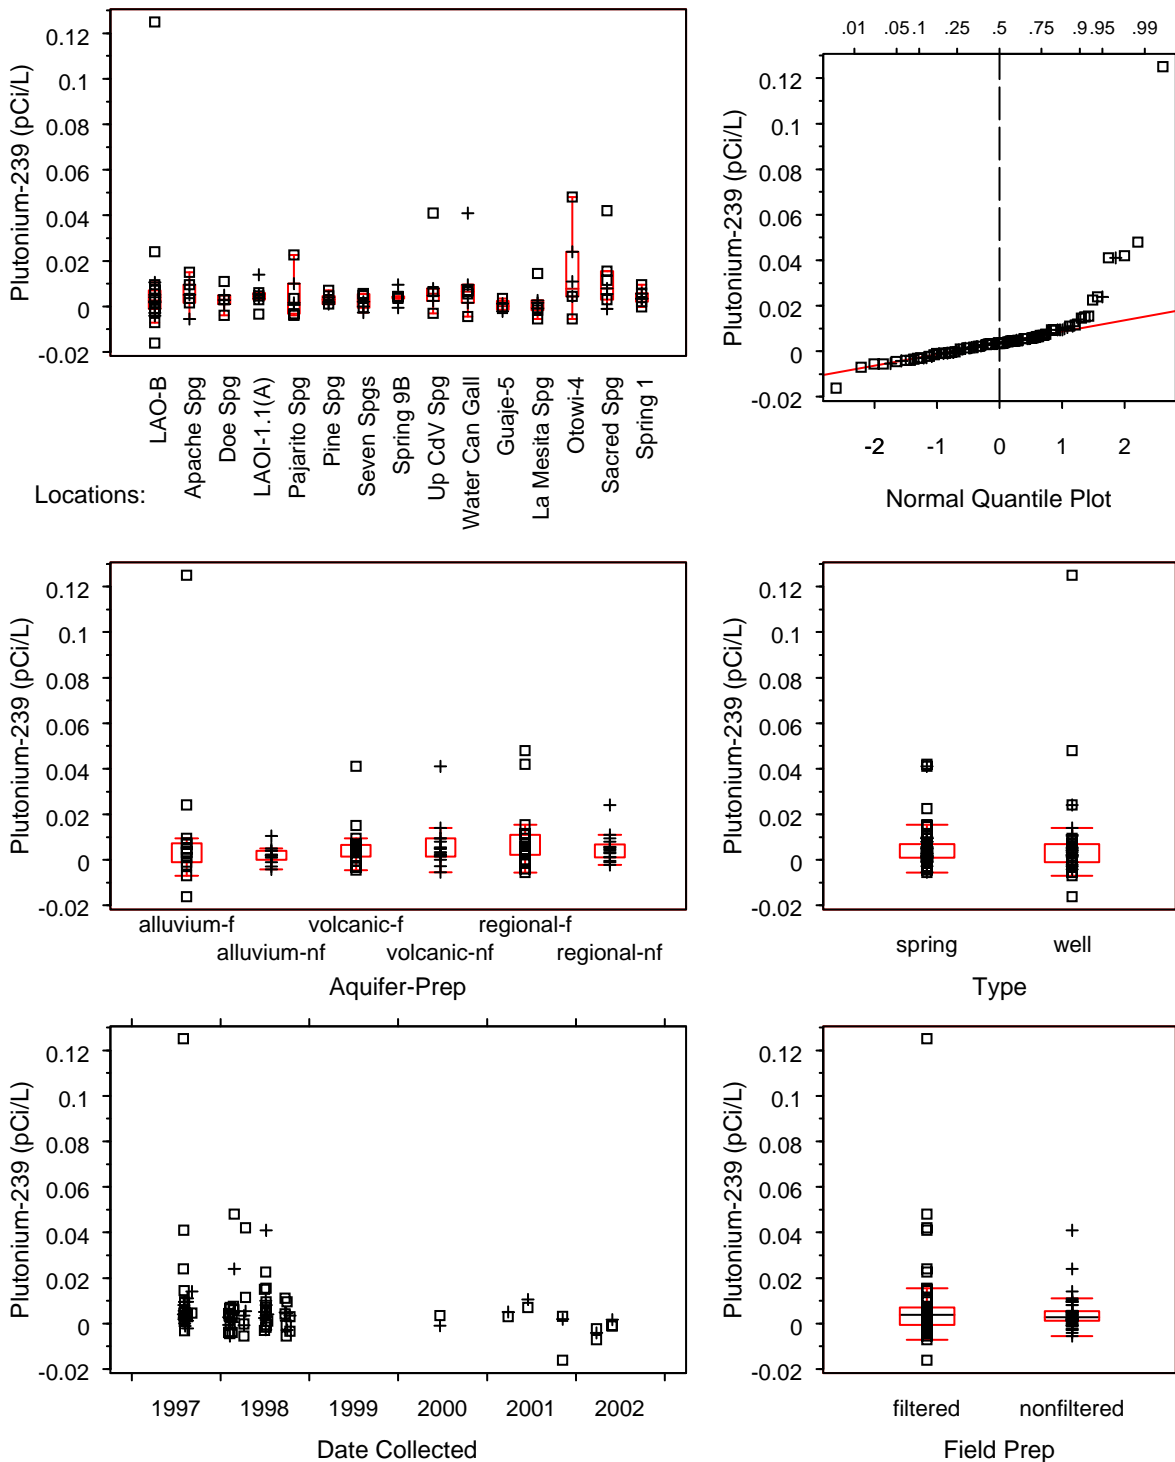 Plutonium-239 (pCi/L)
0.12
0.1
0.08
0.06
0.04
0.02
0
-0.02
LAO-B
Apache Spg
Doe Spg
LAOI-1.1(A)
Pajarito Spg
Pine Spg
Seven Spgs
Spring 9B
Up CdV Spg
Water Can Gall
Guaje-5
La Mesita Spg
Otowi-4
Sacred Spg
Spring 1
Locations:
.01 .05 .1 .25 .5 .75 .9 .95 .99
Plutonium-239 (pCi/L)
0.12
0.1
0.08
0.06
0.04
0.02
0
-0.02
-2 -1 0 1 2
Normal Quantile Plot
Plutonium-239 (pCi/L)
0.12
0.1
0.08
0.06
0.04
0.02
0
-0.02
alluvium-f volcanic-f regional-f
alluvium-nf volcanic-nf regional-nf
Aquifer-Prep
Plutonium-239 (pCi/L)
0.12
0.1
0.08
0.06
0.04
0.02
0
-0.02
spring well
Type
Plutonium-239 (pCi/L)
0.12
0.1
0.08
0.06
0.04
0.02
0
-0.02
1997 1998 1999 2000 2001 2002
Date Collected
Plutonium-239 (pCi/L)
0.12
0.1
0.08
0.06
0.04
0.02
0
-0.02
filtered nonfiltered
Field Prep